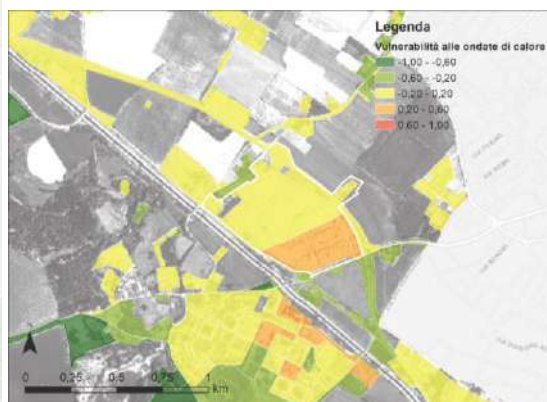 Legenda
Vulnerabilità alle ondate di calore
-1,00 - -0,60
-0,60 - -0,20
-0,20 - 0,20
0,20 - 0,60
0,60 - 1,00
N
0 0,25 0,5 0,75 1
km